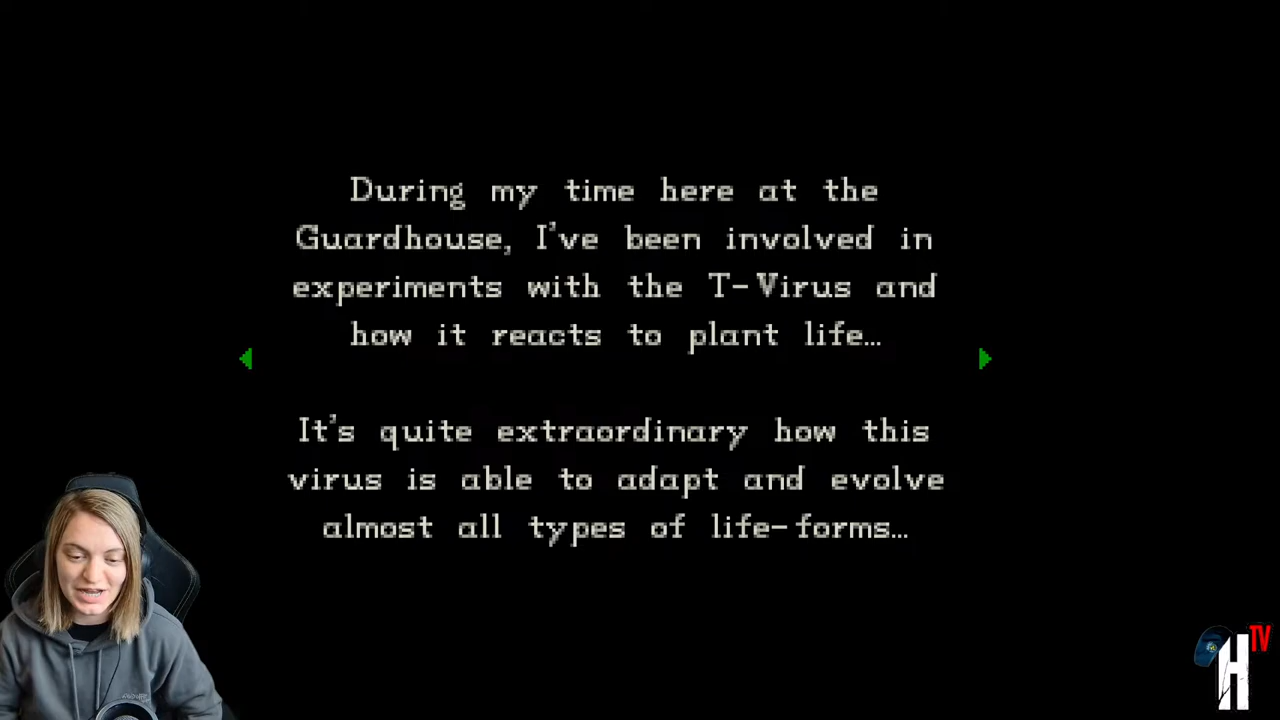 During my time here at the
Guardhouse, I've been involved in
experiments with the T-Virus and
how it reacts to plant life…
It's quite extraordinary how this
virus is able to adapt and evolve
almost all types of life-forms…
H TV